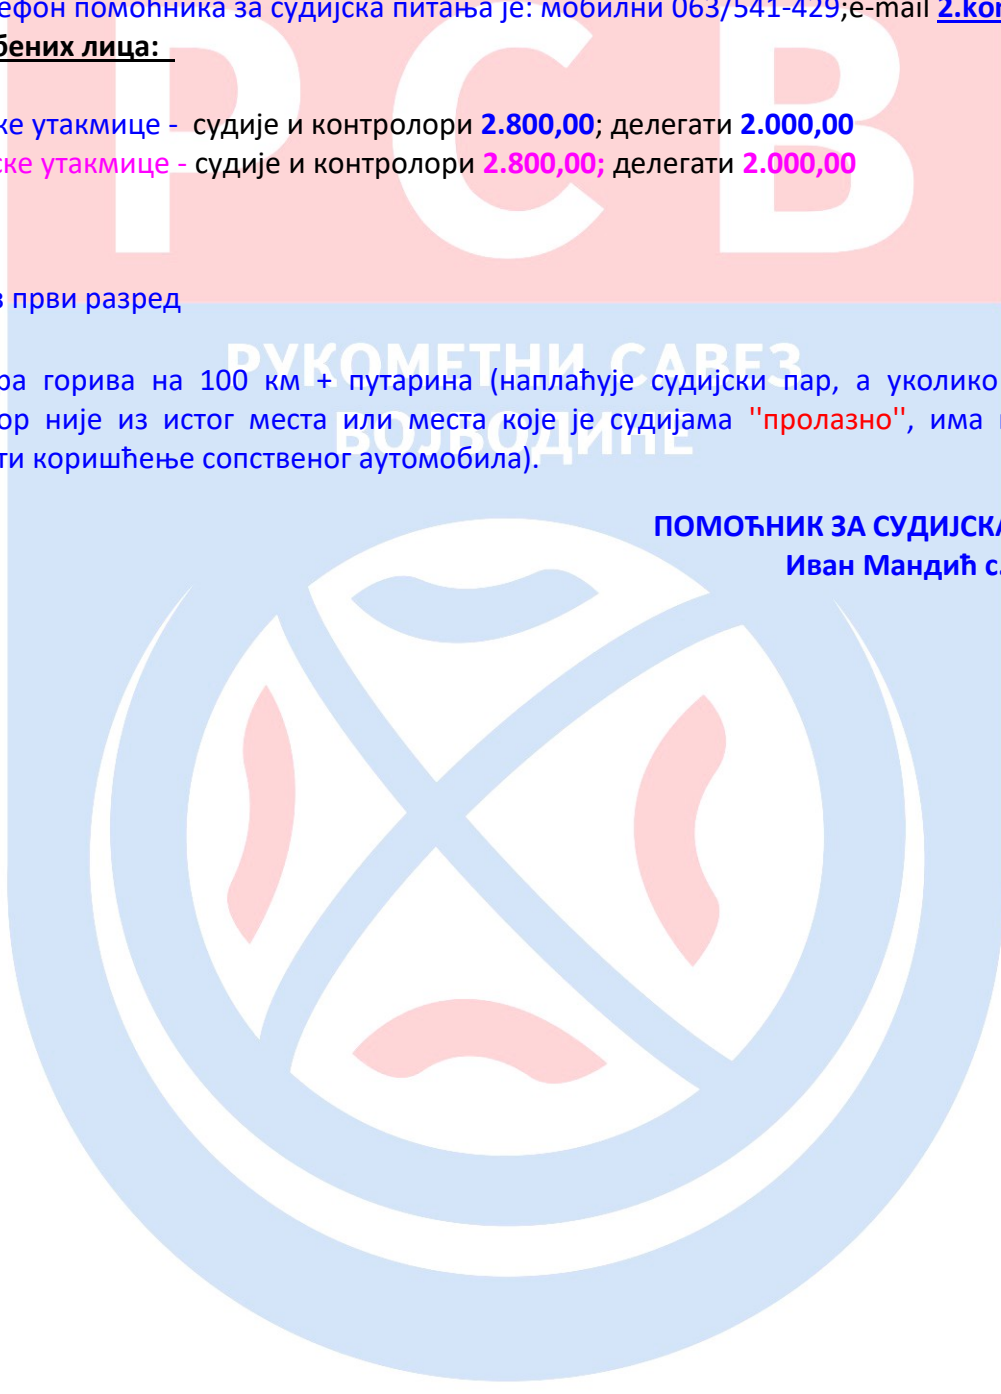 ефон помоћника за судијска питања је: мобилни 063/541-429;e-mail 2.kom
бених лица:
ке утакмице - судије и контролори 2.800,00; делегати 2.000,00
ске утакмице - судије и контролори 2.800,00; делегати 2.000,00
Р С В
з први разред
РУКОМЕТНИ САВЕЗ
ра горива на 100 км + путарина (наплаћује судијски пар, а уколико
ор није из истог места или места које је судијама "пролазно", има
ВОЈВОДИНЕ
ти коришћење сопственог аутомобила).
ПОМОЋНИК ЗА СУДИЈСКА
Иван Мандић с.